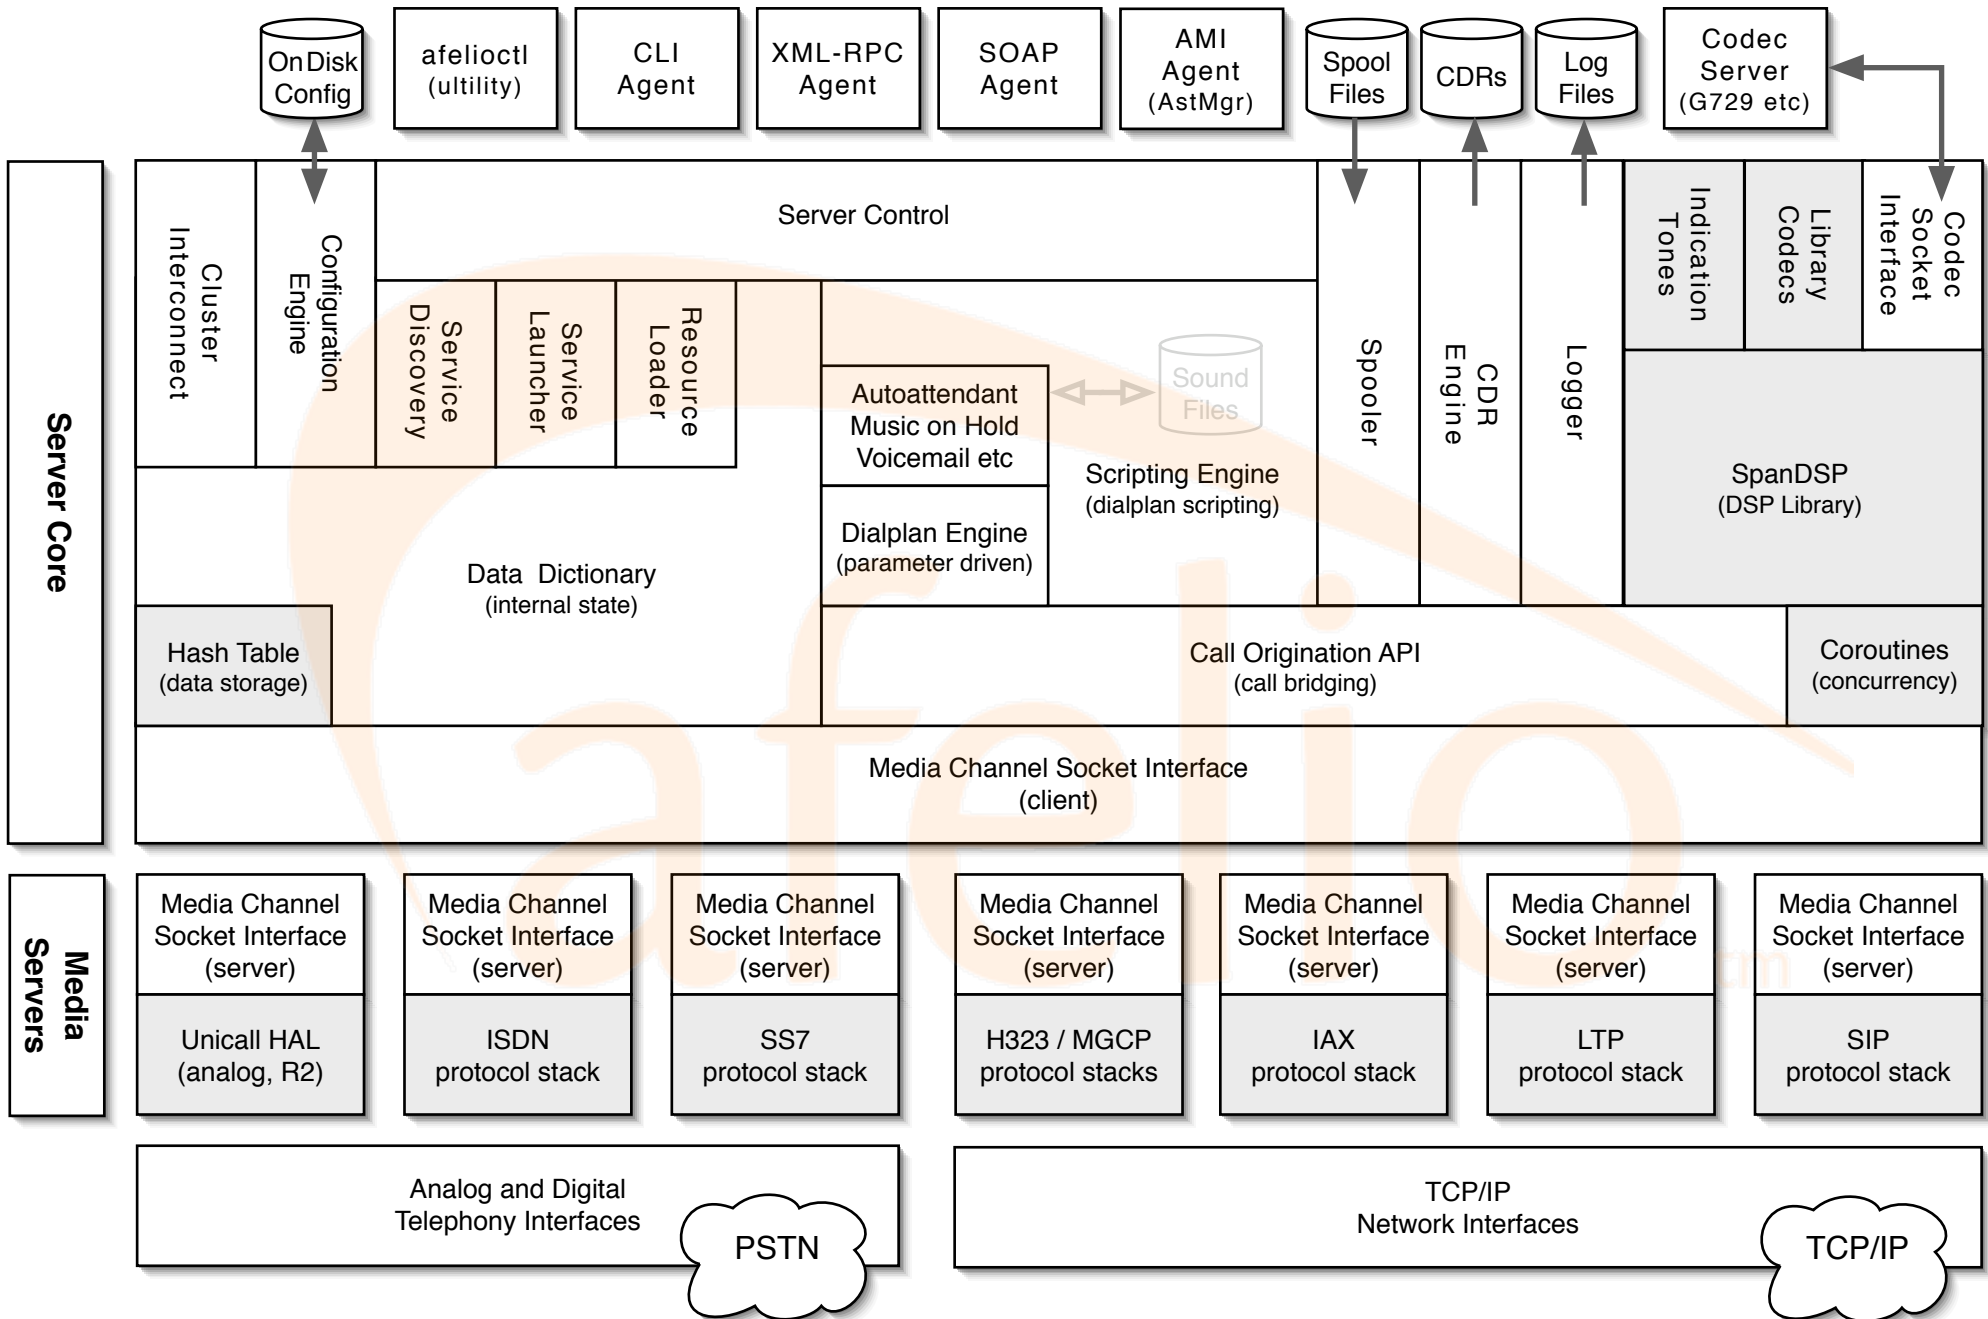 On Disk
Config
afelioctl
(ultility)
CLI
Agent
XML-RPC
Agent
SOAP
Agent
AMI
Agent
(AstMgr)
Spool
Files
CDRs
Log
Files
Codec
Server
(G729 etc)
Server Core
Cluster
Interconnect
Configuration
Engine
Server Control
Service
Discovery
Service
Launcher
Resource
Loader
Autoattendant
Music on Hold
Voicemail etc
Sound
Files
Scripting Engine
(dialplan scripting)
Dialplan Engine
(parameter driven)
Spooler
CDR
Engine
Logger
Indication
Tones
Library
Codecs
Codec
Socket
Interface
SpanDSP
(DSP Library)
Data Dictionary
(internal state)
Hash Table
(data storage)
Call Origination API
(call bridging)
Coroutines
(concurrency)
Media Channel Socket Interface
(client)
afelio
tm
Media
Servers
Media Channel
Socket Interface
(server)
Unicall HAL
(analog, R2)
Media Channel
Socket Interface
(server)
ISDN
protocol stack
Media Channel
Socket Interface
(server)
SS7
protocol stack
Media Channel
Socket Interface
(server)
H323 / MGCP
protocol stacks
Media Channel
Socket Interface
(server)
IAX
protocol stack
Media Channel
Socket Interface
(server)
LTP
protocol stack
Media Channel
Socket Interface
(server)
SIP
protocol stack
Analog and Digital
Telephony Interfaces
PSTN
TCP/IP
Network Interfaces
TCP/IP